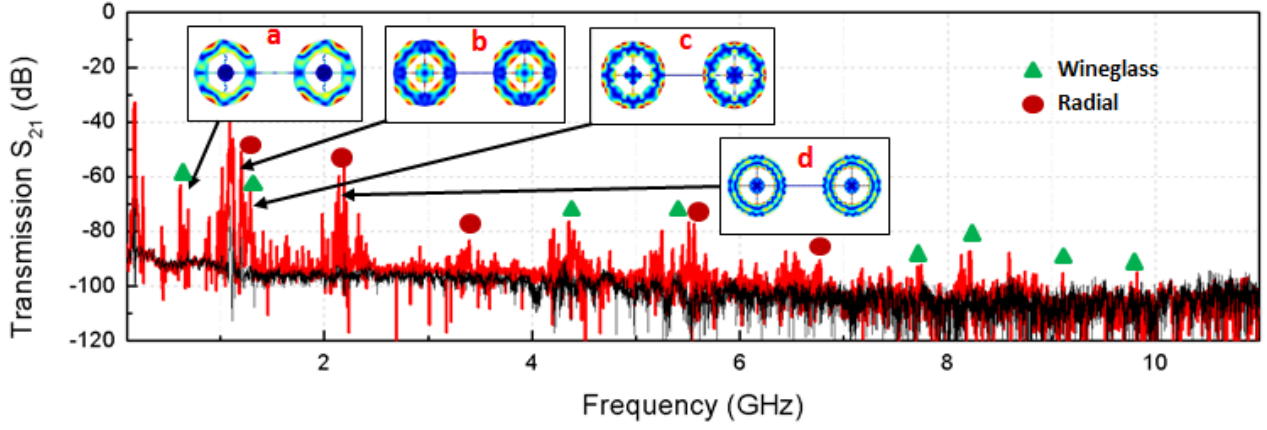 0
-20
-40
-60
-80
-100
-120
Transmission S21 (dB)
a
b
c
d
Wineglass
Radial
2
4
6
8
10
Frequency (GHz)